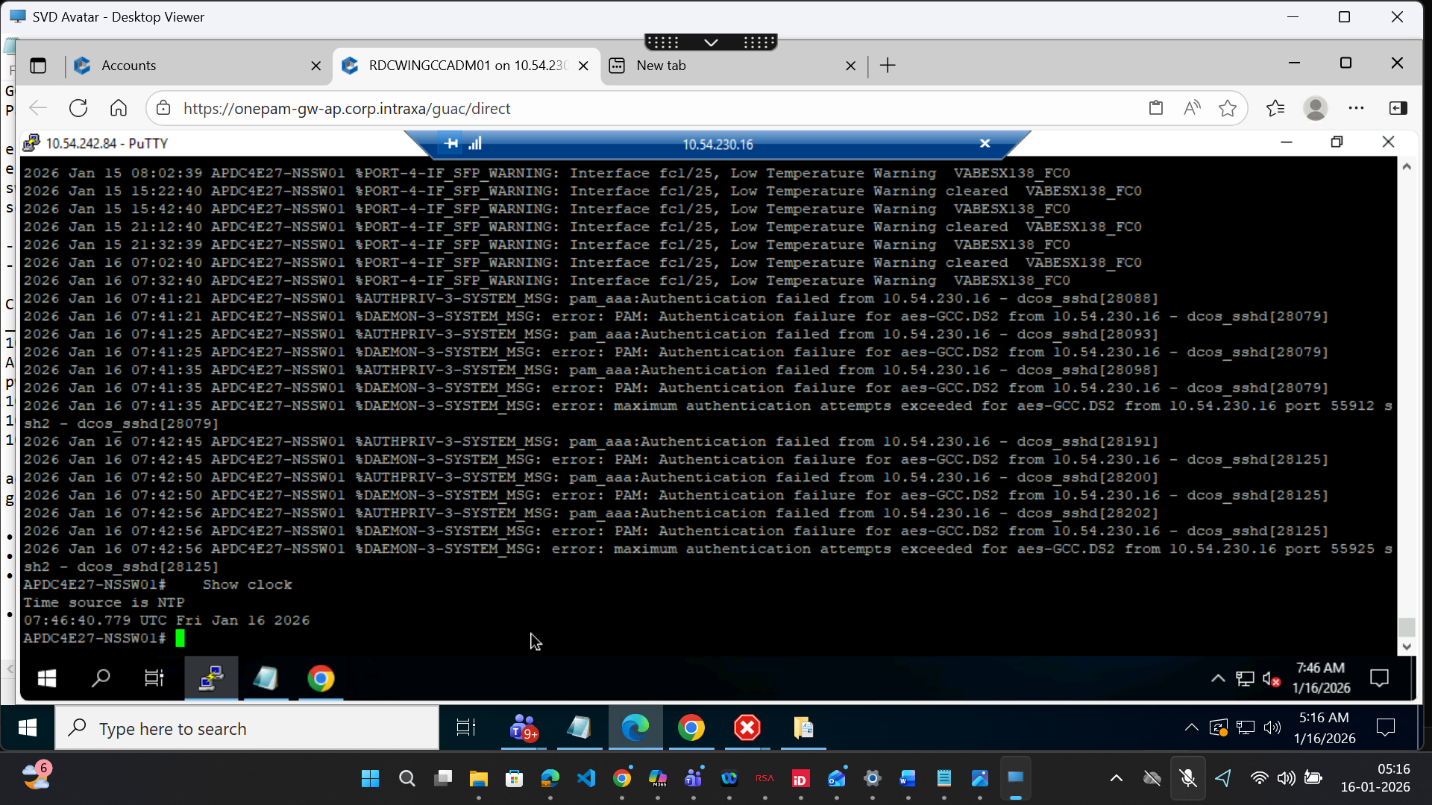 SVD Avatar - Desktop Viewer
Accounts
RDCWINGCCADM01 on 10.54.230
New tab
https://onepam-gw-ap.corp.intraxa/guac/direct
10.54.242.84 - PuTTY
10.54.230.16
2026 Jan 15 08:02:39 APDC4E27-NSSW01 %PORT-4-IF_SFP_WARNING: Interface fc1/25, Low Temperature Warning  VABESX138_FC0
2026 Jan 15 15:22:40 APDC4E27-NSSW01 %PORT-4-IF_SFP_WARNING: Interface fc1/25, Low Temperature Warning cleared  VABESX138_FC0
2026 Jan 15 15:42:40 APDC4E27-NSSW01 %PORT-4-IF_SFP_WARNING: Interface fc1/25, Low Temperature Warning  VABESX138_FC0
2026 Jan 15 21:12:40 APDC4E27-NSSW01 %PORT-4-IF_SFP_WARNING: Interface fc1/25, Low Temperature Warning cleared  VABESX138_FC0
2026 Jan 15 21:32:39 APDC4E27-NSSW01 %PORT-4-IF_SFP_WARNING: Interface fc1/25, Low Temperature Warning  VABESX138_FC0
2026 Jan 16 07:02:40 APDC4E27-NSSW01 %PORT-4-IF_SFP_WARNING: Interface fc1/25, Low Temperature Warning cleared  VABESX138_FC0
2026 Jan 16 07:32:40 APDC4E27-NSSW01 %PORT-4-IF_SFP_WARNING: Interface fc1/25, Low Temperature Warning  VABESX138_FC0
2026 Jan 16 07:41:21 APDC4E27-NSSW01 %AUTHPRIV-3-SYSTEM_MSG: pam_aaa:Authentication failed from 10.54.230.16 - dcos_sshd[28088]
2026 Jan 16 07:41:21 APDC4E27-NSSW01 %DAEMON-3-SYSTEM_MSG: error: PAM: Authentication failure for aes-GCC.DS2 from 10.54.230.16 - dcos_sshd[28079]
2026 Jan 16 07:41:25 APDC4E27-NSSW01 %AUTHPRIV-3-SYSTEM_MSG: pam_aaa:Authentication failed from 10.54.230.16 - dcos_sshd[28093]
2026 Jan 16 07:41:25 APDC4E27-NSSW01 %DAEMON-3-SYSTEM_MSG: error: PAM: Authentication failure for aes-GCC.DS2 from 10.54.230.16 - dcos_sshd[28079]
2026 Jan 16 07:41:35 APDC4E27-NSSW01 %AUTHPRIV-3-SYSTEM_MSG: pam_aaa:Authentication failed from 10.54.230.16 - dcos_sshd[28098]
2026 Jan 16 07:41:35 APDC4E27-NSSW01 %DAEMON-3-SYSTEM_MSG: error: PAM: Authentication failure for aes-GCC.DS2 from 10.54.230.16 - dcos_sshd[28079]
2026 Jan 16 07:41:35 APDC4E27-NSSW01 %DAEMON-3-SYSTEM_MSG: error: maximum authentication attempts exceeded for aes-GCC.DS2 from 10.54.230.16 port 55912 s
sh2 - dcos_sshd[28079]
2026 Jan 16 07:42:45 APDC4E27-NSSW01 %AUTHPRIV-3-SYSTEM_MSG: pam_aaa:Authentication failed from 10.54.230.16 - dcos_sshd[28191]
2026 Jan 16 07:42:45 APDC4E27-NSSW01 %DAEMON-3-SYSTEM_MSG: error: PAM: Authentication failure for aes-GCC.DS2 from 10.54.230.16 - dcos_sshd[28125]
2026 Jan 16 07:42:50 APDC4E27-NSSW01 %AUTHPRIV-3-SYSTEM_MSG: pam_aaa:Authentication failed from 10.54.230.16 - dcos_sshd[28200]
2026 Jan 16 07:42:50 APDC4E27-NSSW01 %DAEMON-3-SYSTEM_MSG: error: PAM: Authentication failure for aes-GCC.DS2 from 10.54.230.16 - dcos_sshd[28125]
2026 Jan 16 07:42:56 APDC4E27-NSSW01 %AUTHPRIV-3-SYSTEM_MSG: pam_aaa:Authentication failed from 10.54.230.16 - dcos_sshd[28202]
2026 Jan 16 07:42:56 APDC4E27-NSSW01 %DAEMON-3-SYSTEM_MSG: error: PAM: Authentication failure for aes-GCC.DS2 from 10.54.230.16 - dcos_sshd[28125]
2026 Jan 16 07:42:56 APDC4E27-NSSW01 %DAEMON-3-SYSTEM_MSG: error: maximum authentication attempts exceeded for aes-GCC.DS2 from 10.54.230.16 port 55925 s
sh2 - dcos_sshd[28125]
APDC4E27-NSSW01#    Show clock
Time source is NTP
07:46:40.779 UTC Fri Jan 16 2026
APDC4E27-NSSW01#
7:46 AM
1/16/2026
Type here to search
9+
5:16 AM
1/16/2026
6
RSA
iD
05:16
16-01-2026